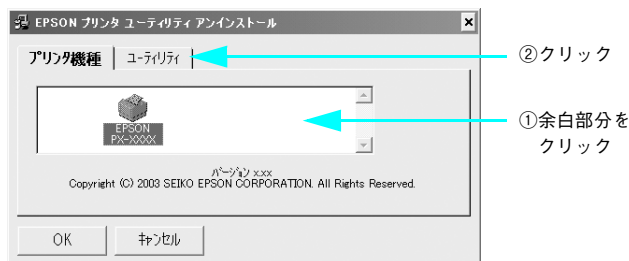 EPSON プリンタ ユーティリティ アンインストール
プリンタ機種 ユーティリティ
②クリック
EPSON
PX-XXXX
①余白部分を
クリック
バージョン x.xx
Copyright (C) 2003 SEIKO EPSON CORPORATION. All Rights Reserved.
OK キャンセル